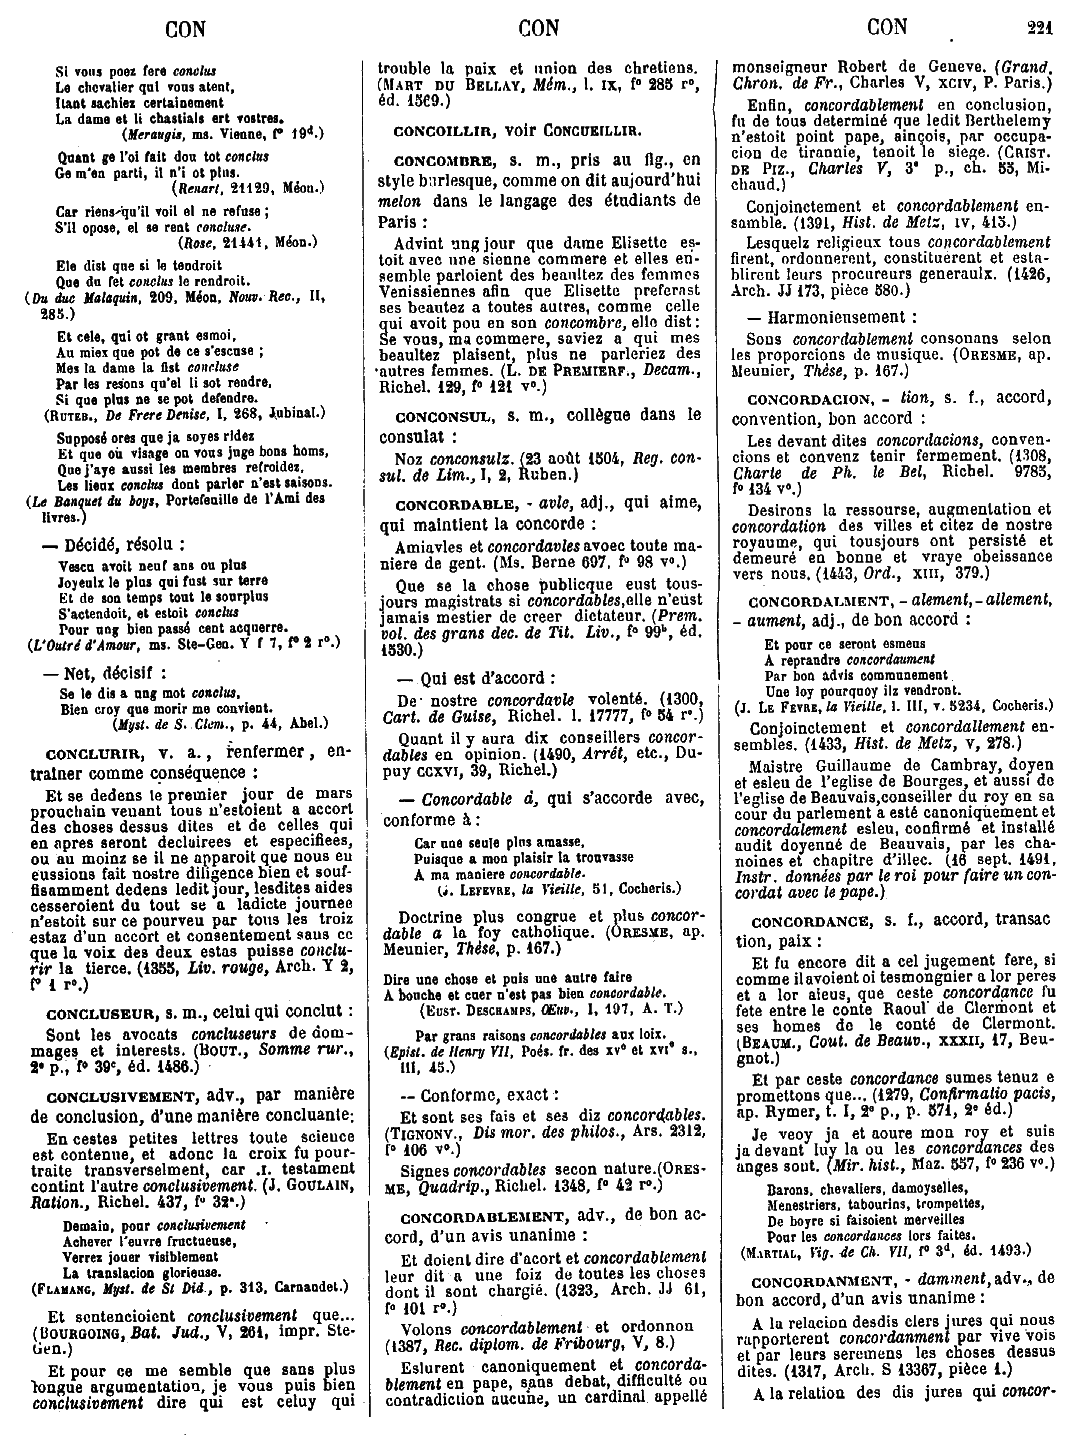 CON
CON
CON
221
Si vous poez fere conclus
Le chevalier qui vous atent,
Itant sachiez certainement
La dame et li chastials ert vostres.
(Meraugis, ms. Vienne, f° 19d.)
Quant ge l'oi fait don tot conclus
Ge m'en parti, il n'i ot plus.
(Renart, 21129, Méon.)
Car riens qu'il voil el ne refuse ;
S'il opose, el se rent concluse.
(Rose, 21441, Méon.)
Ele dist que si le tendroit
Que du fet conclus le rendroit.
(Du duc Malaquin, 209, Méon, Nouv. Rec., II,
285.)
Et cele, qui ot grant esmoi,
Au miex que pot de ce s'escuse ;
Mes la dame la fist concluse
Par les resons qu'el li sot rendre,
Si que plus ne se pot defendre.
(RUTEB., De Frere Denise, I, 268, Jubinal.)
Supposé ores que ja soyes ridez
Et que ou visage on vous juge bons homs,
Que j'aye aussi les membres refroidez,
Les lieux conclus dont parler n'est saisons.
(Le Banquet du boys, Portefeuille de l'Ami des
livres.)
— Décidé, résolu :
Vescu avoit neuf ans ou plus
Joyeulx le plus qui fust sur terre
Et de son temps tout le sourplus
S'actendoit, et estoit conclus
Pour ung bien passé cent acquerre.
(L'Outré d'Amour, ms. Ste-Gen. Y f 7, f° 2 r°.)
— Net, décisif :
Se le dis a ung mot conclus,
Bien croy que morir me convient.
(Myst. de S. Clem., p. 44, Abel.)
CONCLURIR, v. a., renfermer, en-
traîner comme conséquence :
Et se dedens le premier jour de mars
prouchain venant tous n'estoient a accort
des choses dessus dites et de celles qui
en apres seront decluirees et especifiees,
ou au moinz se il ne apparoit que nous eu
eussions fait nostre diligence bien et souf-
fisamment dedens ledit jour, lesdites aides
cesseroient du tout se a ladicte journee
n'estoit sur ce pourveu par tous les troiz
estaz d'un accort et consentement saus ce
que la voix des deux estas puisse conclu-
rir la tierce. (1355, Liv. rouge, Arch. Y 2,
f° 1 r°.)
CONCLUSEUR, s. m., celui qui conclut :
Sont les avocats concluseurs de dom-
mages et interests. (BOUT., Somme rur.,
2e p., f° 39c, éd. 1486.)
CONCLUSIVEMENT, adv., par manière
de conclusion, d'une manière concluante:
En cestes petites lettres toute science
est contenue, et adonc la croix fu pour-
traite transverselment, car .I. testament
contint l'autre conclusivement. (J. GOULAIN,
Ration., Richel. 437, f° 32a.)
Demain, pour conclusivement
Achever l'euvre fructueuse,
Verrez jouer visiblement
La translacion glorieuse.
(FLAMANG, Myst. de St Did., p. 313, Carnandet.)
Et sentencioient conclusivement que...
(BOURGOING, Bat. Jud., V, 261, impr. Ste-
Gen.)
Et pour ce me semble que sans plus
longue argumentation, je vous puis bien
conclusivement dire qui est celuy qui
trouble la paix et union des chretiens.
(MART DU BELLAY, Mém., l. IX, f° 285 r°,
éd. 1569.)
CONCOILLIR, voir CONCUEILLIR.
CONCOMBRE, s. m., pris au fig., en
style burlesque, comme on dit aujourd'hui
melon dans le langage des étudiants de
Paris :
Advint ung jour que dame Elisette es-
toit avec une sienne commere et elles en-
semble parloient des beaultez des femmes
Venissiennes afin que Elisette preferast
ses beautez a toutes autres, comme celle
qui avoit pou en son concombre, elle dist:
Se vous, ma commere, saviez a qui mes
beaultez plaisent, plus ne parleriez des
autres femmes. (L. DE PREMIERF., Decam.,
Richel. 129, f° 121 v°.)
CONCONSUL, s. m., collègue dans le
consulat :
Noz conconsulz. (23 août 1504, Reg. con-
sul. de Lim., I, 2, Ruben.)
CONCORDABLE, - avle, adj., qui aime,
qui maintient la concorde :
Amiavles et concordavles avoec toute ma-
niere de gent. (Ms. Berne 697, f° 98 v°.)
Que se la chose publicque eust tous-
jours magistrats si concordables,elle n'eust
jamais mestier de creer dictateur. (Prem.
vol. des grans dec. de Tit. Liv., f° 99b, éd.
1530.)
— Qui est d'accord :
De nostre concordavle volenté. (1300,
Cart. de Guise, Richel. l. 17777, f° 54 r°.)
Quant il y aura dix conseillers concor-
dables en opinion. (1490, Arrét, etc., Du-
puy CCXVI, 39, Richel.)
— Concordable à, qui s'accorde avec,
conforme à :
Car une seule plus amasse,
Puisque a mon plaisir la trouvasse
A ma maniere concordable.
(J. LEFEVRE, la Vieille, 51, Cocheris.)
Doctrine plus congrue et plus concor-
dable a la foy catholique. (ORESME, ap.
Meunier, Thèse, p. 167.)
Dire une chose et puis une autre faire
A bouche et cuer n'est pas bien concordable.
(EUST. DESCHAMPS, Œuv., I, 197, A. T.)
Par grans raisons concordables aux loix.
(Epist. de Henry VII, Poés. fr. des XVe et XVIe s.,
III, 45.)
— Conforme, exact :
Et sont ses fais et ses diz concordables.
(TIGNONV., Dis mor. des philos., Ars. 2312,
f° 106 v°.)
Signes concordables secon nature.(ORES-
ME, Quadrip., Richel. 1348, f° 42 r°.)
CONCORDABLEMENT, adv., de bon ac-
cord, d'un avis unanime :
Et doient dire d'acort et concordablement
leur dit a une foiz de toutes les choses
dont il sont chargié. (1323, Arch. JJ 61,
f° 101 r°.)
Volons concordablement et ordonnon
(1387, Rec. diplom. de Fribourg, V, 8.)
Eslurent canoniquement et concorda-
blement en pape, sans debat, difficulté ou
contradiction aucune, un cardinal appellé
monseigneur Robert de Geneve. (Grand.
Chron. de Fr., Charles V, XCIV, P. Paris.)
Enfin, concordablement en conclusion,
fu de tous determiné que ledit Berthelemy
n'estoit point pape, ainçois, par occupa-
cion de tirannie, tenoit le siege. (CRIST.
DE PIZ., Charles V, 3e p., ch. 55, Mi-
chaud.)
Conjoinctement et concordablement en-
samble. (1391, Hist. de Metz, IV, 415.)
Lesquelz religieux tous concordablement
firent, ordonnerent, constituerent et esta-
blirent leurs procureurs generaulx. (1426,
Arch. JJ 173, pièce 580.)
— Harmonieusement :
Sons concordablement consonans selon
les proporcions de musique. (ORESME, ap.
Meunier, Thèse, p. 167.)
CONCORDACION, - tion, s. f., accord,
convention, bon accord :
Les devant dites concordacions, conven-
cions et convenz tenir fermement. (1308,
Charte de Ph. le Bel, Richel. 9785,
f° 134 v°.)
Desirons la ressourse, augmentation et
concordation des villes et citez de nostre
royaume, qui tousjours ont persisté et
demeuré en bonne et vraye obeissance
vers nous. (1443, Ord., XIII, 379.)
CONCORDALMENT, - alement, - allement,
- aument, adj., de bon accord :
Et pour ce seront esmeus
A reprandre concordaument
Par bon advis communement
Une loy pourquoy ilz vendront.
(J. LE FEVRE, la Vieille, l. III, v. 5234, Cocheris.)
Conjoinctement et concordallement en-
sembles. (1433, Hist. de Metz, V, 278.)
Maistre Guillaume de Cambray, doyen
et esleu de l'eglise de Bourges, et aussi de
l'eglise de Beauvais,conseiller du roy en sa
cour du parlement a esté canoniquement et
concordalement esleu, confirmé et installé
audit doyenné de Beauvais, par les cha-
noines et chapitre d'illec. (16 sept. 1491,
Instr. données par le roi pour faire un con-
cordat avec le pape.)
CONCORDANCE, s. f., accord, transac
tion, paix :
Et fu encore dit a cel jugement fere, si
comme il avoient oi tesmongnier a lor peres
et a lor aieus, que ceste concordance fu
fete entre le conte Raoul de Clermont et
ses homes de le conté de Clermont.
(BEAUM., Cout. de Beauv., XXXII, 17, Beu-
gnot.)
Et par ceste concordance sumes tenuz e
promettons que... (1279, Confirmatio pacis,
ap. Rymer, t. I, 2e p., p. 571, 2e éd.)
Je veoy ja et aoure mon roy et suis
ja devant luy la ou les concordances des
anges sont. (Mir. hist., Maz. 557, f° 236 v°.)
Barons, chevaliers, damoyselles,
Menestriers, tabourins, trompettes,
De boyre si faisoient merveilles
Pour les concordances lors faites.
(MARTIAL, Vig. de Ch. VII, f° 3d, éd. 1493.)
CONCORDANMENT, - damment, adv., de
bon accord, d'un avis unanime :
A la relacion desdis clers jures qui nous
rapporterent concordanment par vive vois
et par leurs seremens les choses dessus
dites. (1317, Arch. S 13367, pièce 1.)
A la relation des dis jures qui concor-